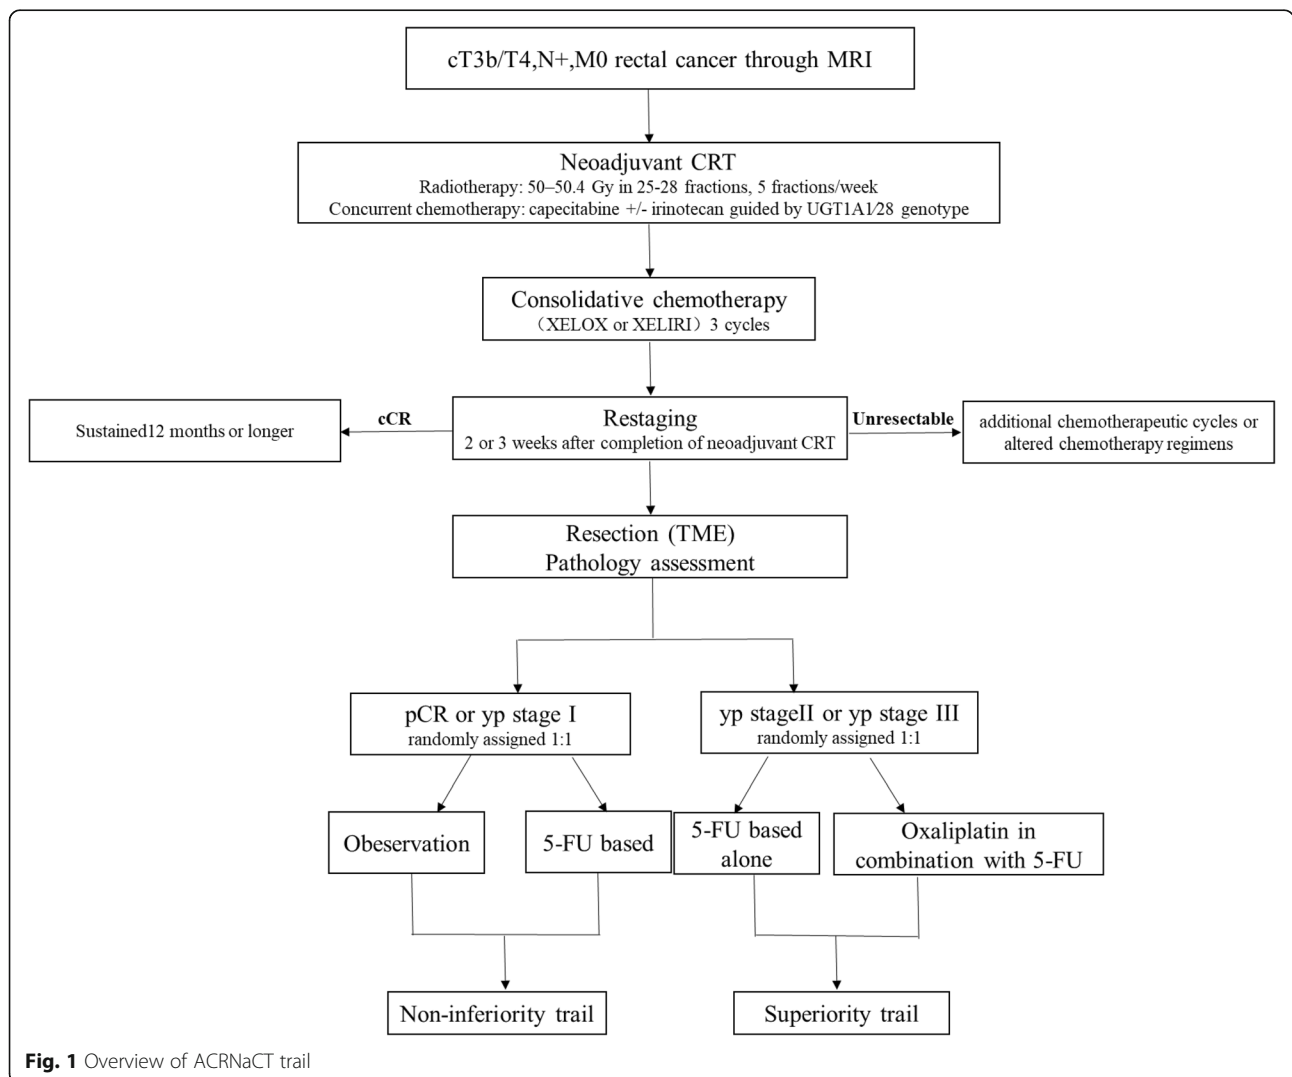 cT3b/T4,N+,M0 rectal cancer through MRI
Neoadjuvant CRT
Radiotherapy: 50–50.4 Gy in 25-28 fractions, 5 fractions/week
Concurrent chemotherapy: capecitabine +/- irinotecan guided by UGT1A1⁄28 genotype
Consolidative chemotherapy
（XELOX or XELIRI）3 cycles
cCR
Sustained12 months or longer
Restaging
2 or 3 weeks after completion of neoadjuvant CRT
Unresectable
additional chemotherapeutic cycles or
altered chemotherapy regimens
Resection (TME)
Pathology assessment
pCR or yp stage I
randomly assigned 1:1
yp stageII or yp stage III
randomly assigned 1:1
Obeservation
5-FU based
5-FU based
alone
Oxaliplatin in
combination with 5-FU
Non-inferiority trail
Superiority trail
Fig. 1 Overview of ACRNaCT trail